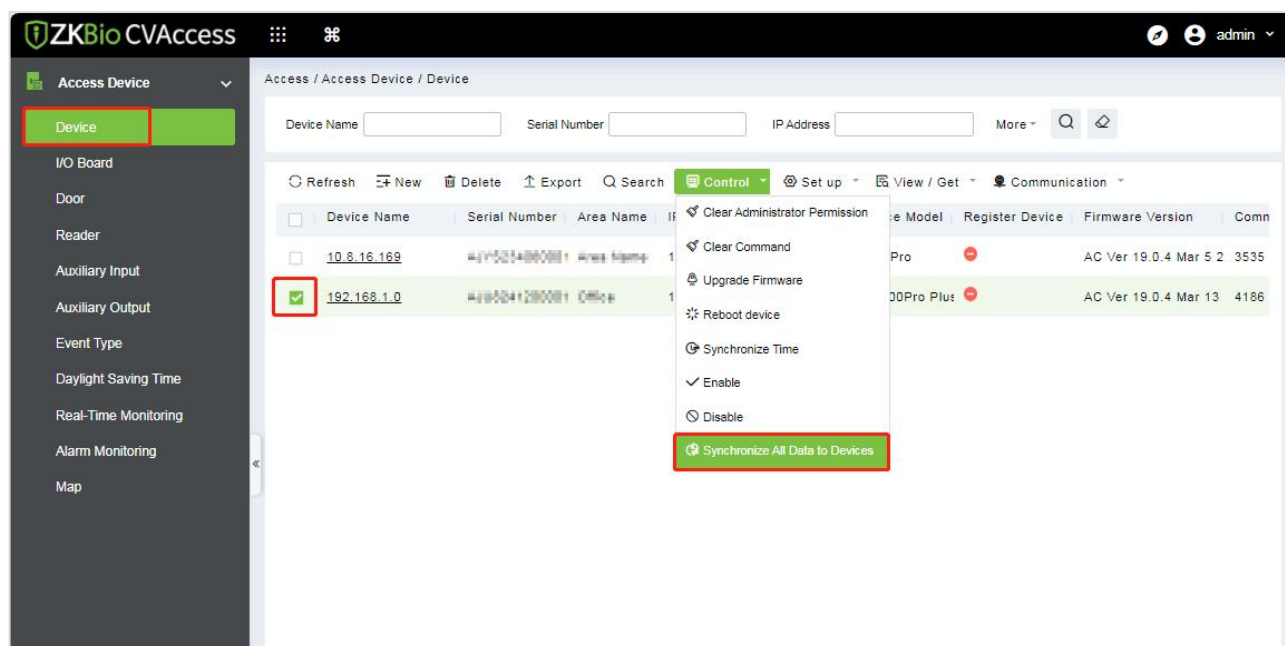 ZKBio CVAccess
admin
Access Device
Access / Access Device / Device
Device
Device Name Serial Number IP Address More
I/O Board
Refresh New Delete Export Search Control Set up View / Get Communication
Door
Device Name Serial Number Area Name Clear Administrator Permission e Model Register Device Firmware Version Comm
Reader
Clear Command
10.8.16.169 Area Name 1 Pro AC Ver 19.0.4 Mar 5 2 3535
Auxiliary Input
Upgrade Firmware
192.168.1.0 Office 1 00Pro Plus AC Ver 19.0.4 Mar 13 4186
Auxiliary Output
Reboot device
Event Type
Synchronize Time
Daylight Saving Time
Enable
Real-Time Monitoring
Disable
Alarm Monitoring
Synchronize All Data to Devices
Map